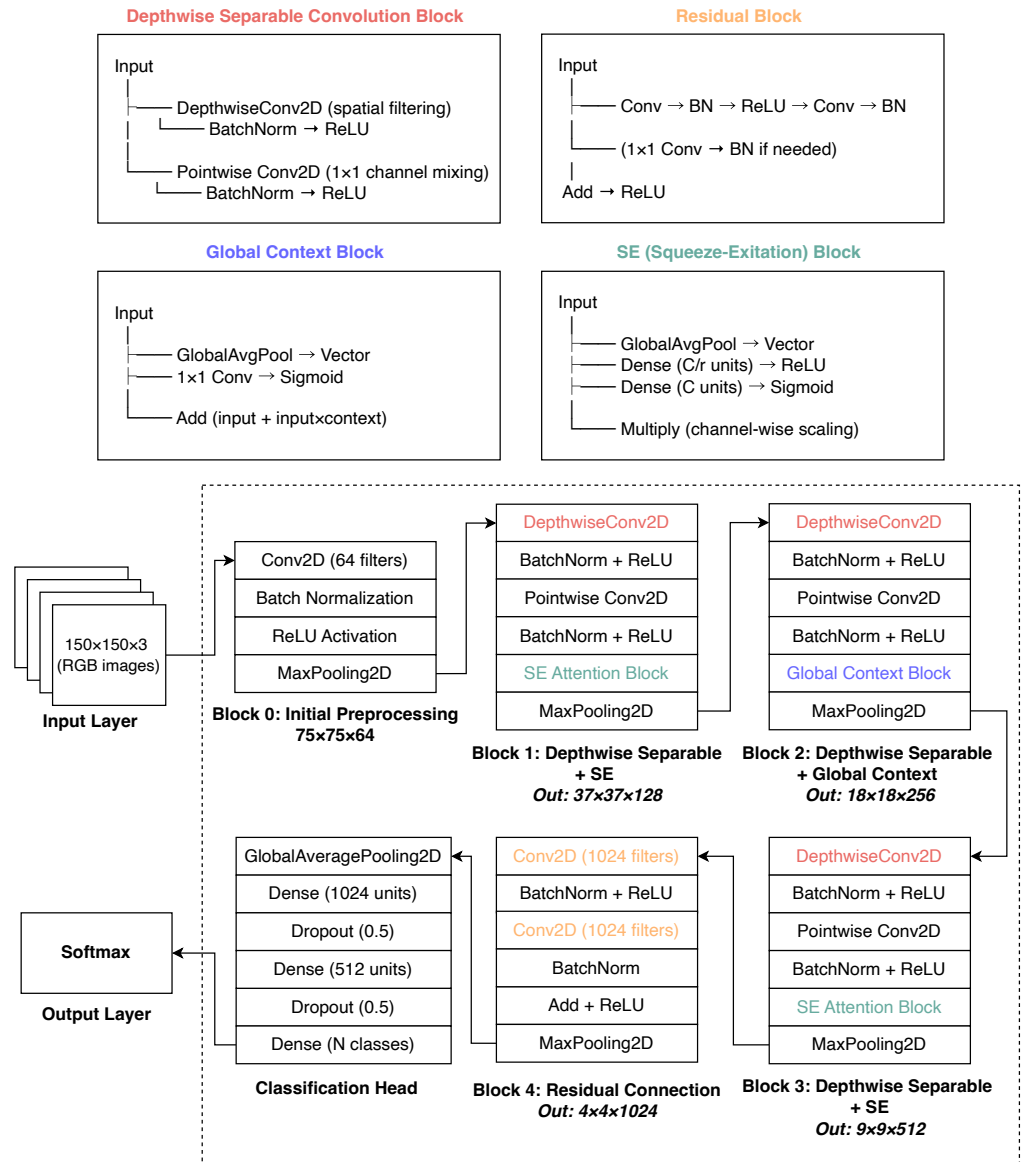 Depthwise Separable Convolution Block
Input
DepthwiseConv2D (spatial filtering)
BatchNorm → ReLU
Pointwise Conv2D (1×1 channel mixing)
BatchNorm → ReLU
Residual Block
Input
Conv → BN → ReLU → Conv → BN
(1×1 Conv → BN if needed)
Add → ReLU
Global Context Block
Input
GlobalAvgPool → Vector
1×1 Conv → Sigmoid
Add (input + input×context)
SE (Squeeze-Exitation) Block
Input
GlobalAvgPool → Vector
Dense (C/r units) → ReLU
Dense (C units) → Sigmoid
Multiply (channel-wise scaling)
150×150×3
(RGB images)
Input Layer
Conv2D (64 filters)
Batch Normalization
ReLU Activation
MaxPooling2D
Block 0: Initial Preprocessing
75×75×64
DepthwiseConv2D
BatchNorm + ReLU
Pointwise Conv2D
BatchNorm + ReLU
SE Attention Block
MaxPooling2D
Block 1: Depthwise Separable
+ SE
Out: 37×37×128
DepthwiseConv2D
BatchNorm + ReLU
Pointwise Conv2D
BatchNorm + ReLU
Global Context Block
MaxPooling2D
Block 2: Depthwise Separable
+ Global Context
Out: 18×18×256
DepthwiseConv2D
BatchNorm + ReLU
Pointwise Conv2D
BatchNorm + ReLU
SE Attention Block
MaxPooling2D
Block 3: Depthwise Separable
+ SE
Out: 9×9×512
Conv2D (1024 filters)
BatchNorm + ReLU
Conv2D (1024 filters)
BatchNorm
Add + ReLU
MaxPooling2D
Block 4: Residual Connection
Out: 4×4×1024
GlobalAveragePooling2D
Dense (1024 units)
Dropout (0.5)
Dense (512 units)
Dropout (0.5)
Dense (N classes)
Classification Head
Softmax
Output Layer